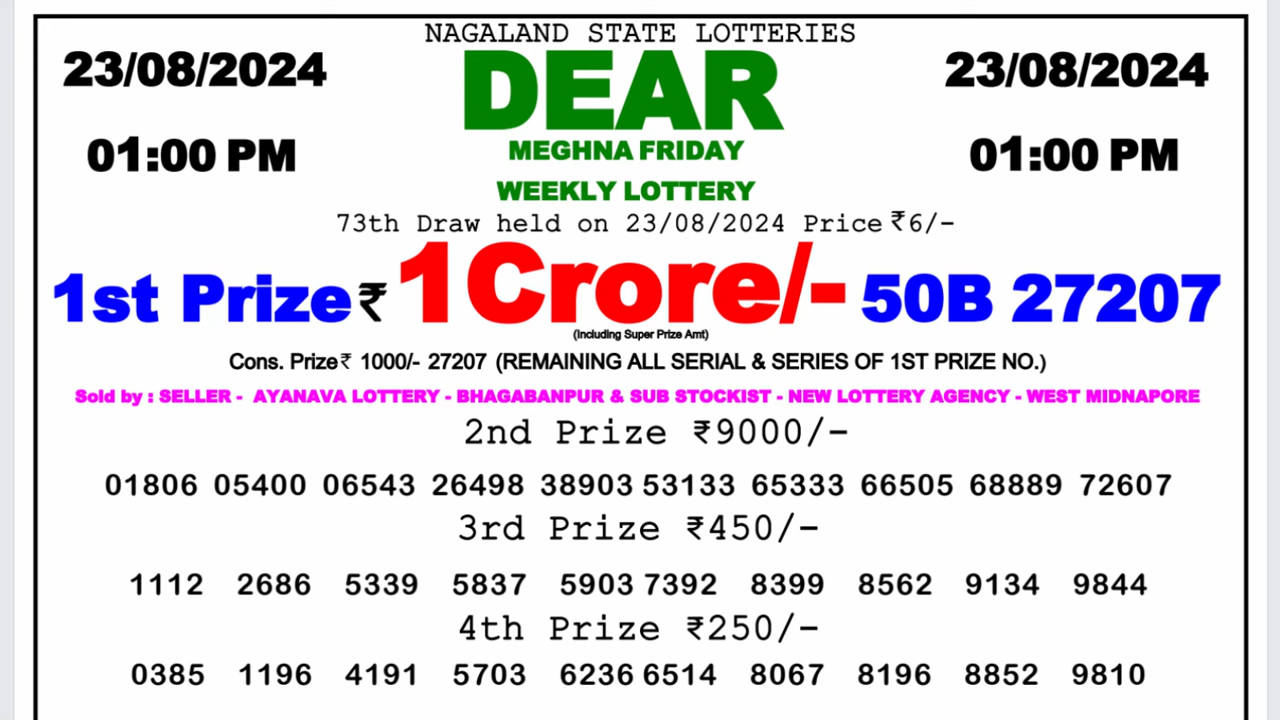 NAGALAND STATE LOTTERIES
23/08/2024 DEAR 23/08/2024
01:00 PM MEGHNA FRIDAY 01:00 PM
WEEKLY LOTTERY
73th Draw held on 23/08/2024 Price ₹6/-
1st Prize ₹ 1Crore/- 50B 27207
(Including Super Prize Amt)
Cons. Prize ₹ 1000/- 27207 (REMAINING ALL SERIAL & SERIES OF 1ST PRIZE NO.)
Sold by : SELLER - AYANAVA LOTTERY - BHAGABANPUR & SUB STOCKIST - NEW LOTTERY AGENCY - WEST MIDNAPORE
2nd Prize ₹9000/-
01806 05400 06543 26498 38903 53133 65333 66505 68889 72607
3rd Prize ₹450/-
1112 2686 5339 5837 5903 7392 8399 8562 9134 9844
4th Prize ₹250/-
0385 1196 4191 5703 6236 6514 8067 8196 8852 9810